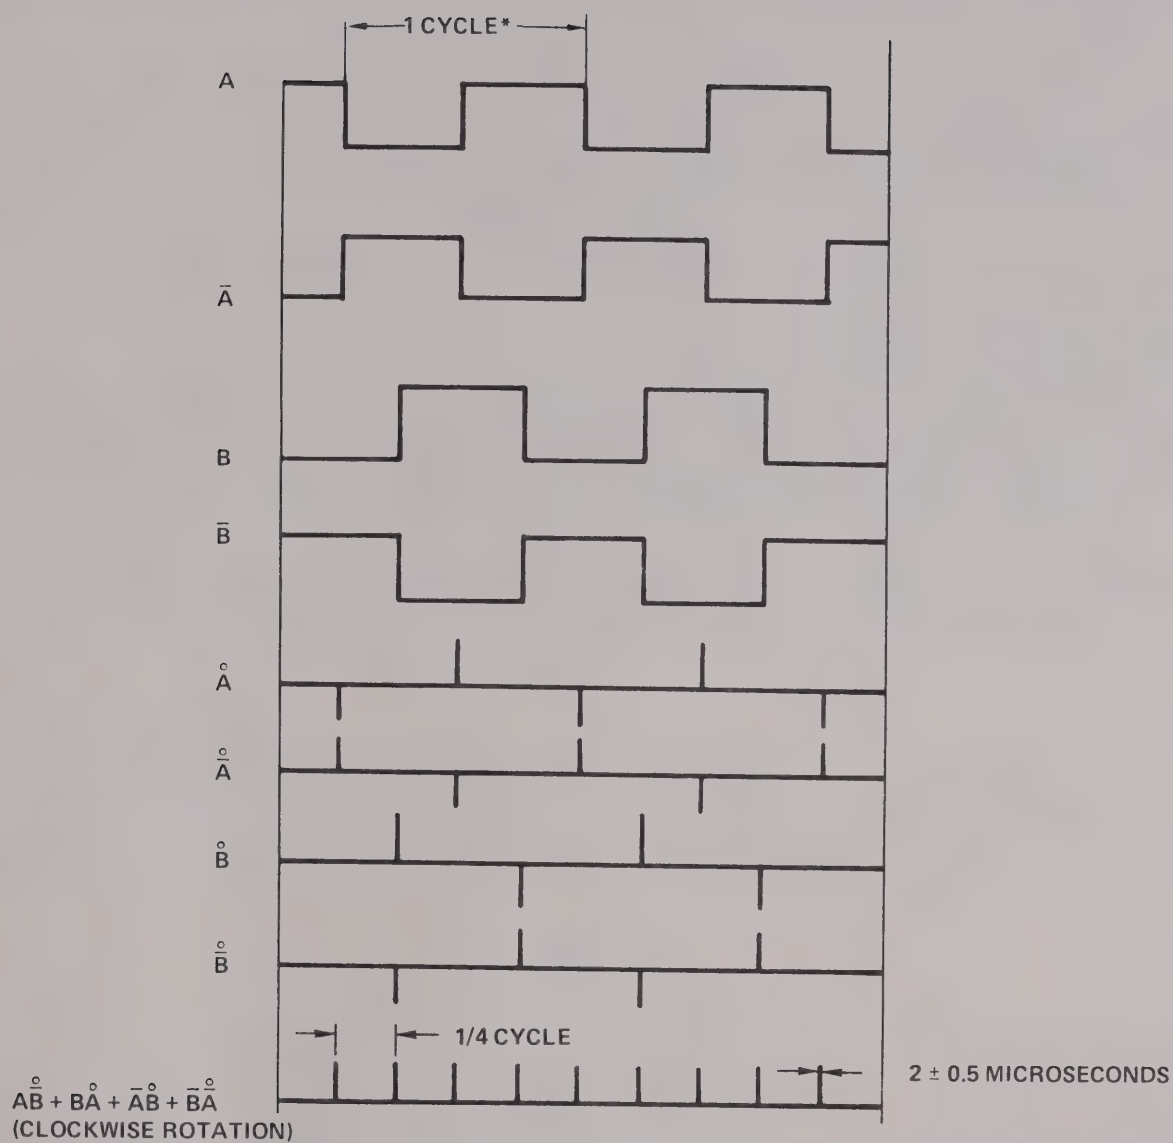 1 CYCLE*
A
Ā
B
B̄
Å
Ā̊
B̊
B̄̊
1/4 CYCLE
2 ± 0.5 MICROSECONDS
AB̄̊ + BÅ + ĀB̊ + B̄Ā̊
(CLOCKWISE ROTATION)